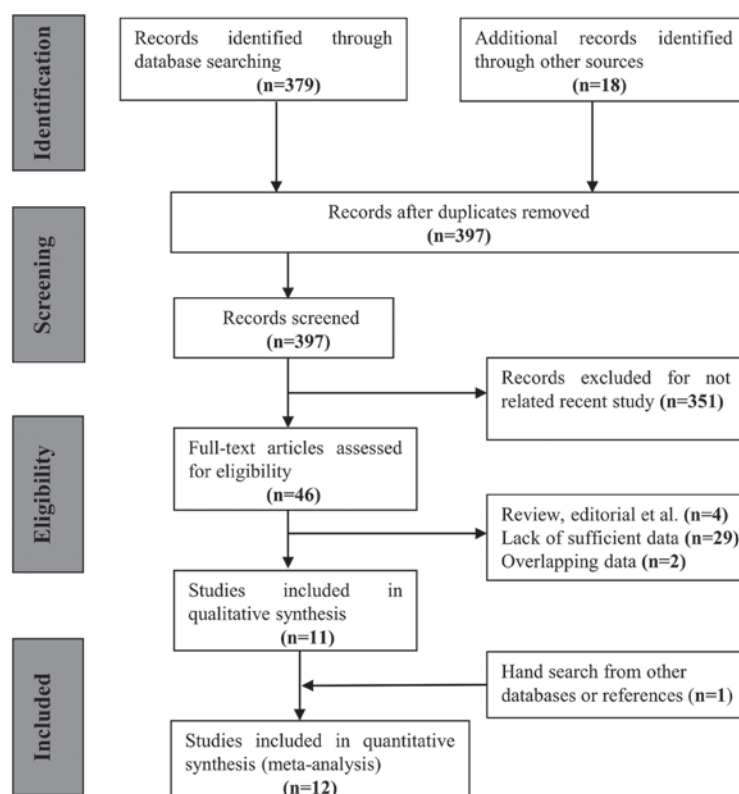 Identification
Records identified through
database searching
(n=379)
Additional records identified
through other sources
(n=18)
Screening
Records after duplicates removed
(n=397)
Records screened
(n=397)
Records excluded for not
related recent study (n=351)
Eligibility
Full-text articles assessed
for eligibility
(n=46)
Review, editorial et al. (n=4)
Lack of sufficient data (n=29)
Overlapping data (n=2)
Studies included in
qualitative synthesis
(n=11)
Included
Hand search from other
databases or references (n=1)
Studies included in quantitative
synthesis (meta-analysis)
(n=12)